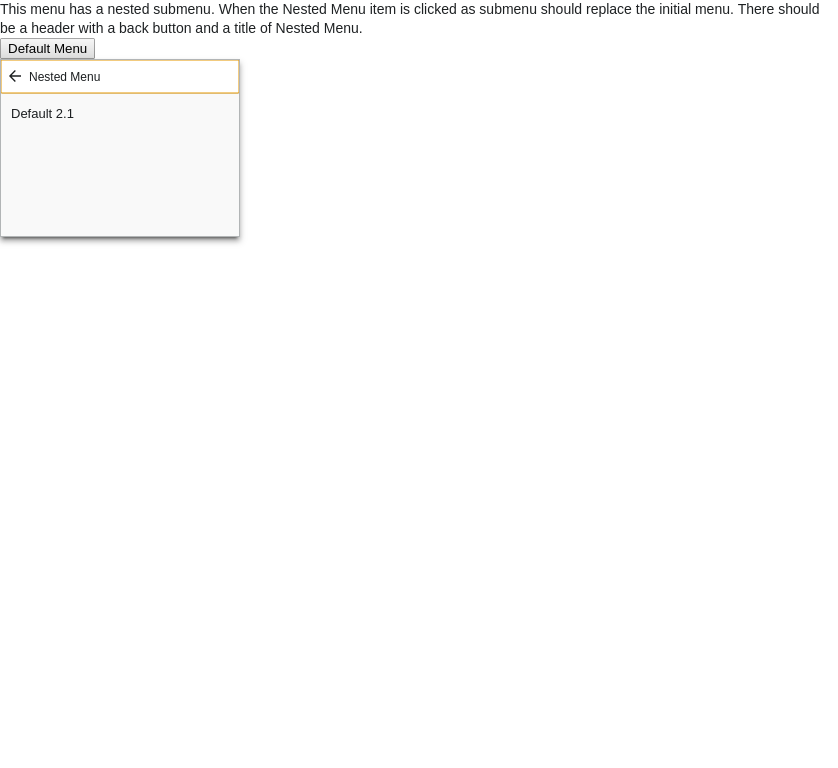 This menu has a nested submenu. When the Nested Menu item is clicked as submenu should replace the initial menu. There should
be a header with a back button and a title of Nested Menu.
Default Menu
Nested Menu
Default 2.1